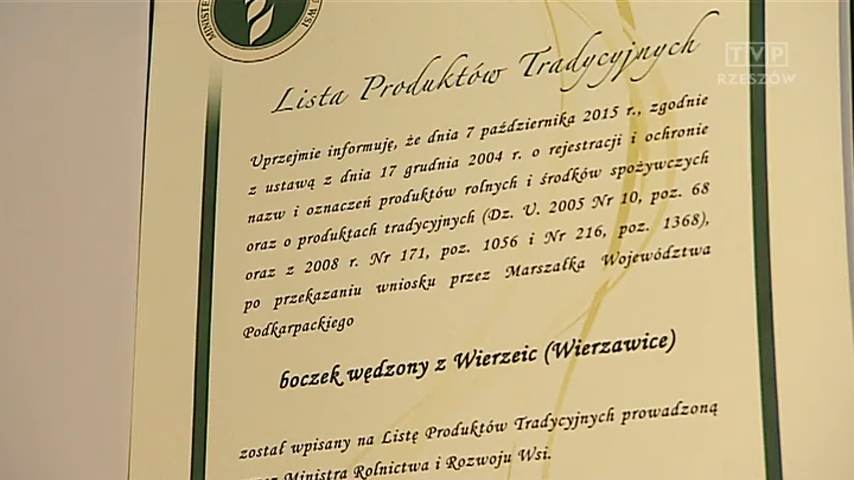 MINISTE
U WSI
TVP
RZESZÓW
Lista Produktów Tradycyjnych
Uprzejmie informuję, że dnia 7 października 2015 r., zgodnie
z ustawą z dnia 17 grudnia 2004 r. o rejestracji i ochronie
nazw i oznaczeń produktów rolnych i środków spożywczych
oraz o produktach tradycyjnych (Dz. U. 2005 Nr 10, poz. 68
oraz z 2008 r. Nr 171, poz. 1056 i Nr 216, poz. 1368),
po przekazaniu wniosku przez Marszałka Województwa
Podkarpackiego
boczek wędzony z Wierzeic (Wierzawice)
został wpisany na Listę Produktów Tradycyjnych prowadzoną
przez Ministra Rolnictwa i Rozwoju Wsi.